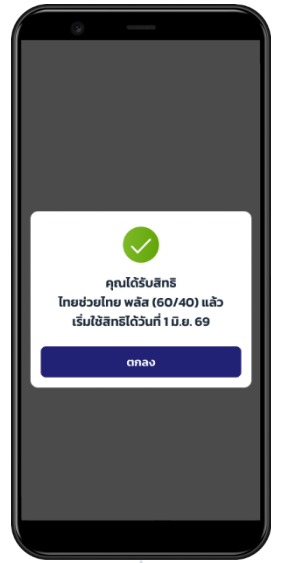 คุณได้รับสิทธิ
ไทยช่วยไทย พลัส (60/40) แล้ว
เริ่มใช้สิทธิได้วันที่ 1 มิ.ย. 69
ตกลง